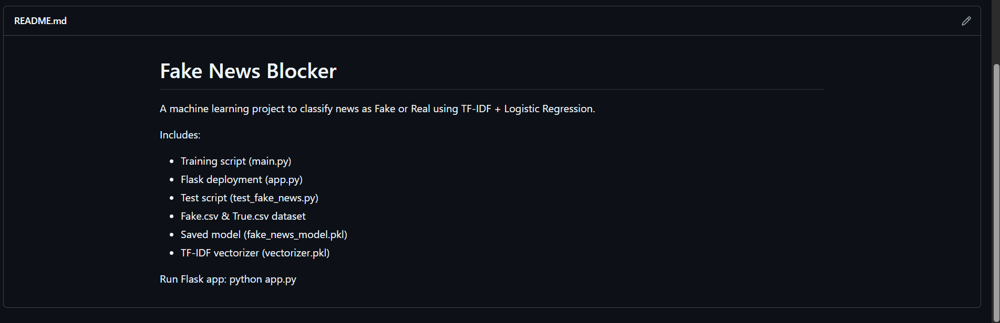 README.md
Fake News Blocker
A machine learning project to classify news as Fake or Real using TF-IDF + Logistic Regression.
Includes:
• Training script (main.py)
• Flask deployment (app.py)
• Test script (test_fake_news.py)
• Fake.csv & True.csv dataset
• Saved model (fake_news_model.pkl)
• TF-IDF vectorizer (vectorizer.pkl)
Run Flask app: python app.py